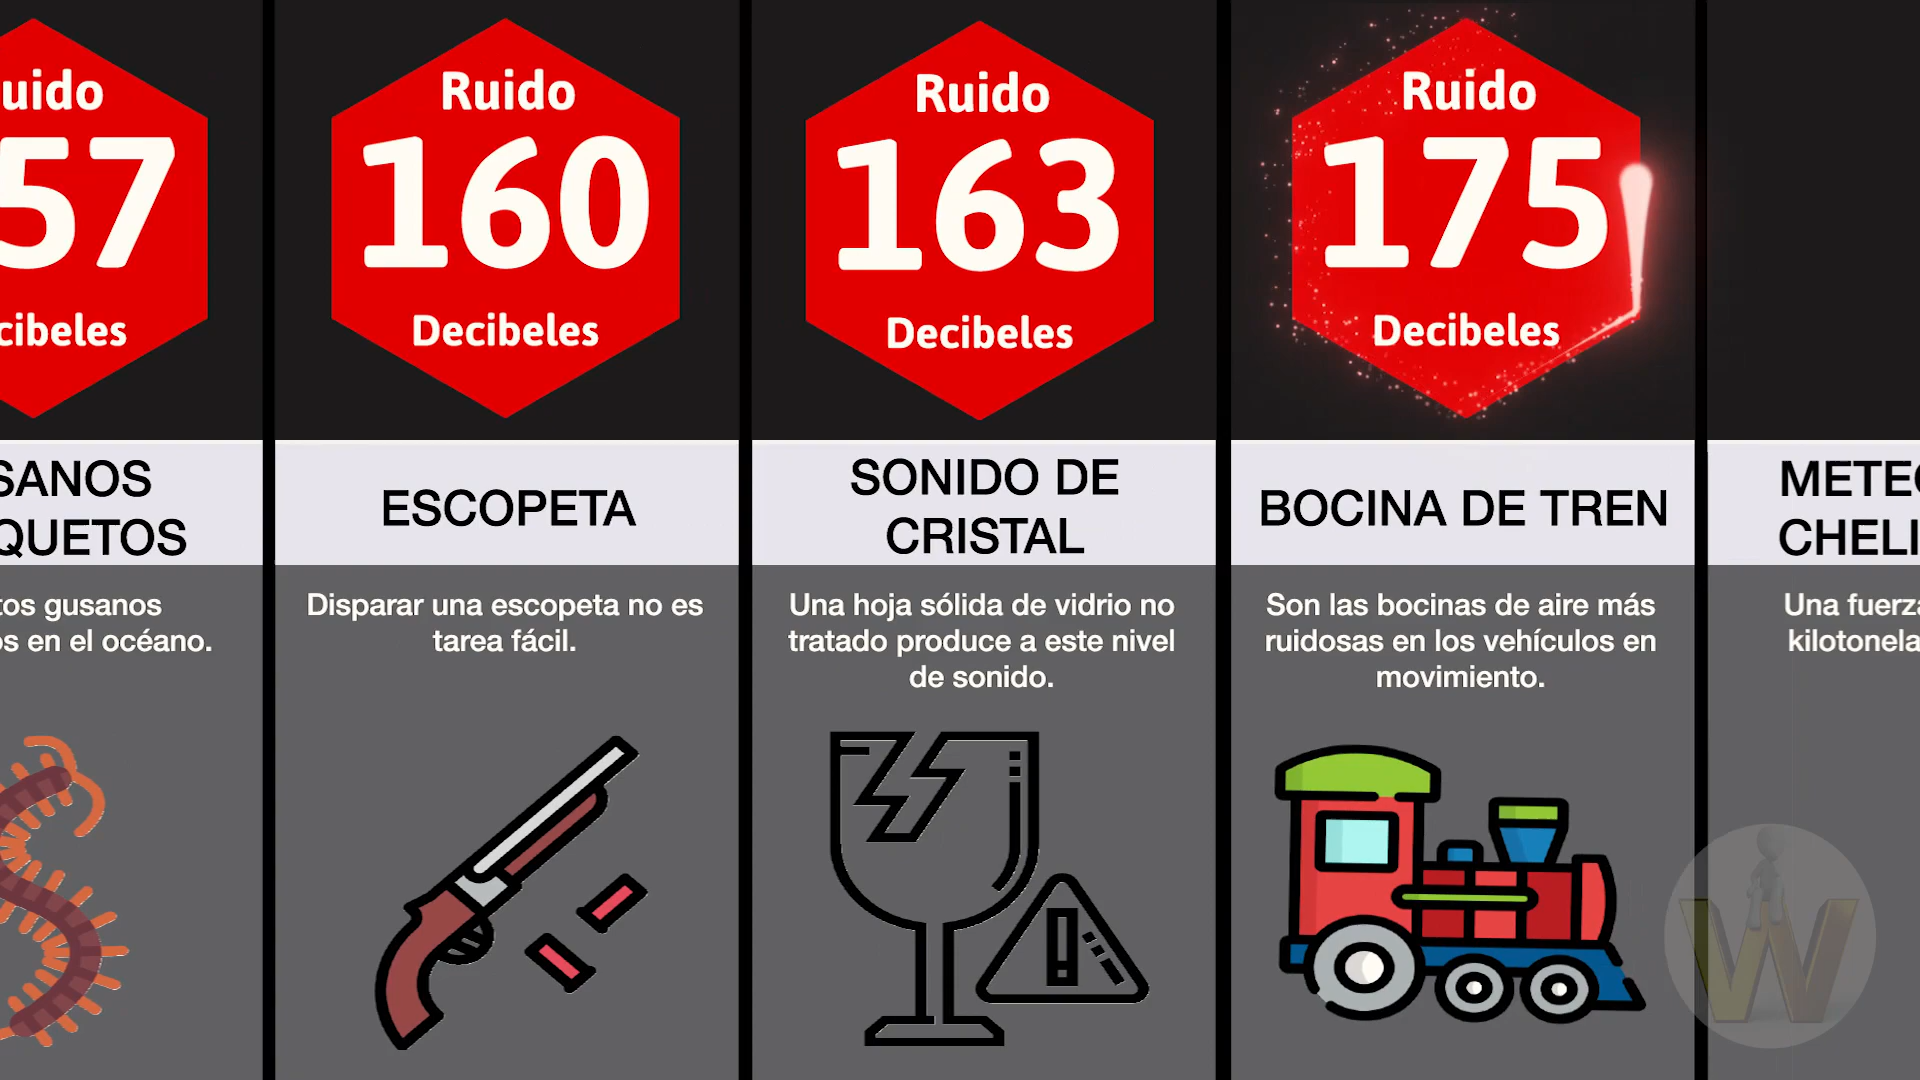 uido
57
cibeles
SANOS
QUETOS
tos gusanos
os en el océano.
Ruido
160
Decibeles
ESCOPETA
Disparar una escopeta no es
tarea fácil.
Ruido
163
Decibeles
SONIDO DE
CRISTAL
Una hoja sólida de vidrio no
tratado produce a este nivel
de sonido.
Ruido
175
Decibeles
BOCINA DE TREN
Son las bocinas de aire más
ruidosas en los vehículos en
movimiento.
METEO
CHELI
Una fuerza
kilotonela
W